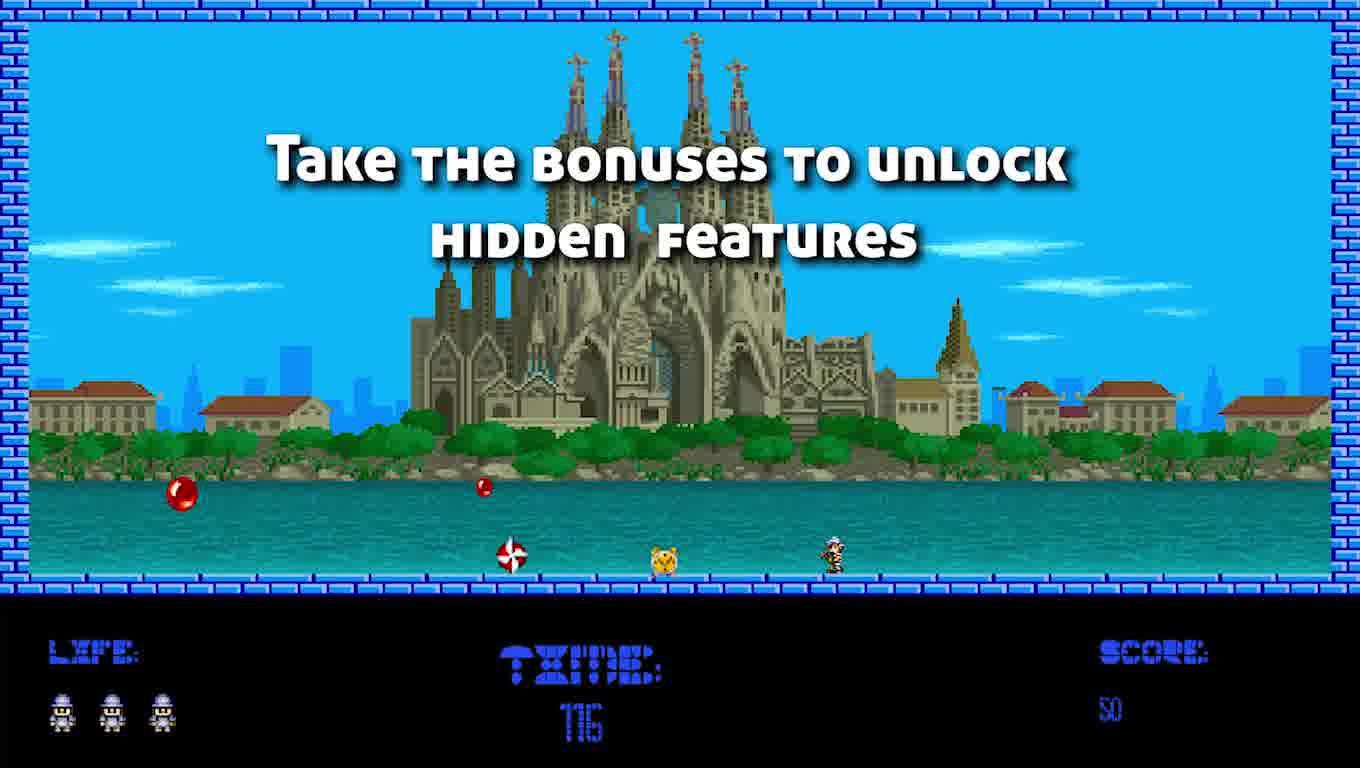 Take the bonuses to unlock
hidden features
LIFE:
TIME:
SCORE:
116
50